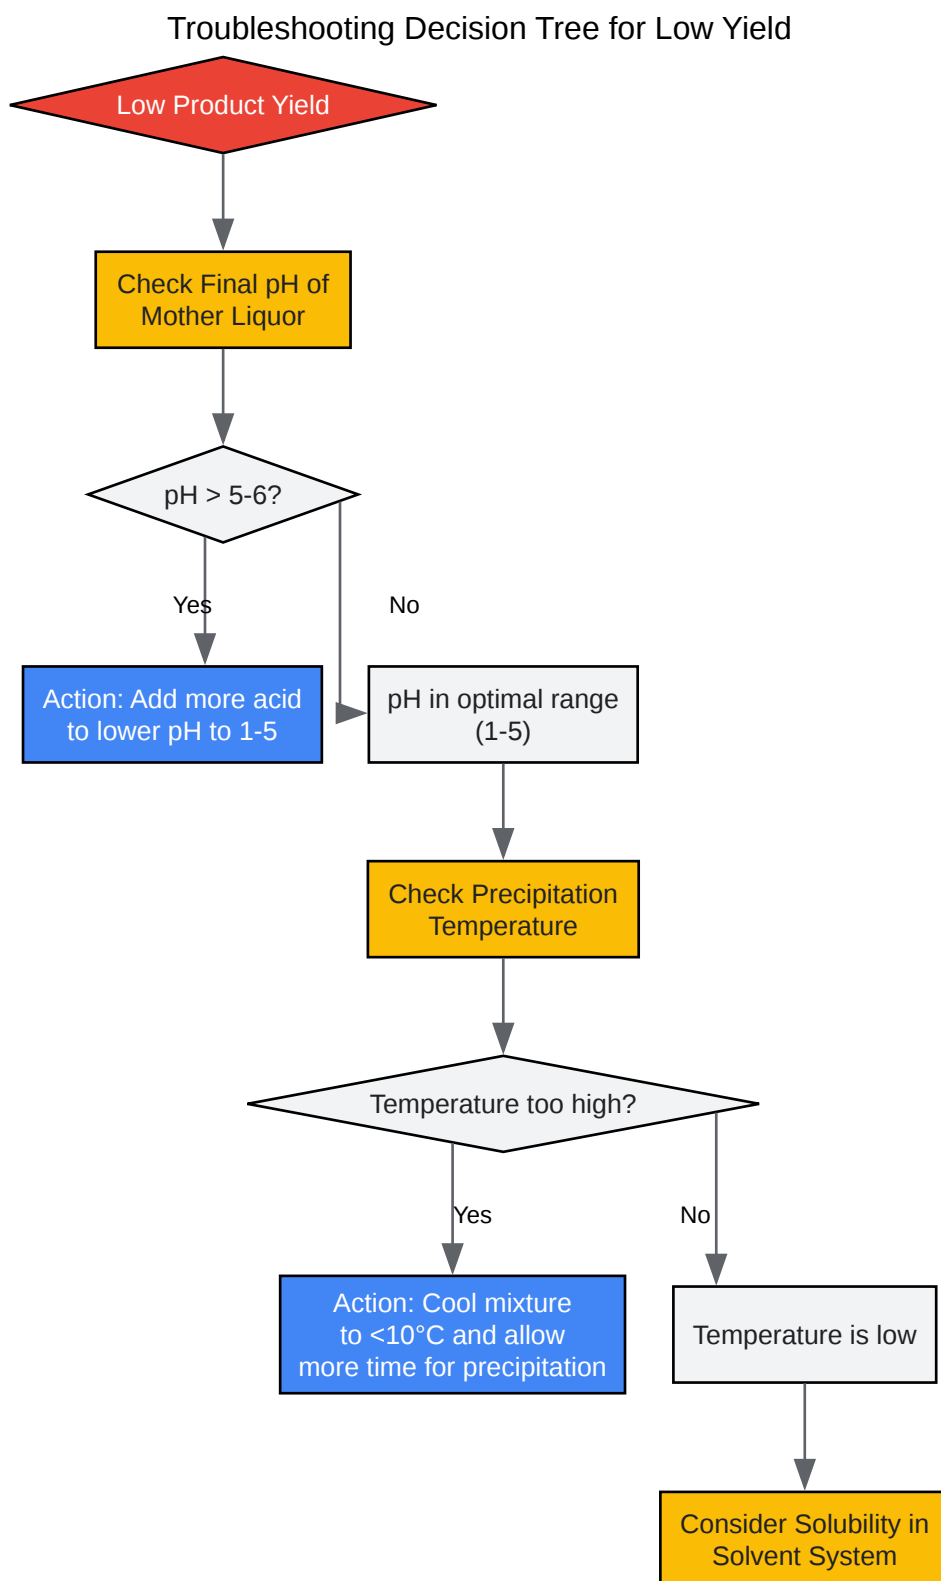 Troubleshooting Decision Tree for Low Yield
Low Product Yield
Check Final pH of
Mother Liquor
pH > 5-6?
Yes
No
Action: Add more acid
to lower pH to 1-5
pH in optimal range
(1-5)
Check Precipitation
Temperature
Temperature too high?
Yes
No
Action: Cool mixture
to <10°C and allow
more time for precipitation
Temperature is low
Consider Solubility in
Solvent System